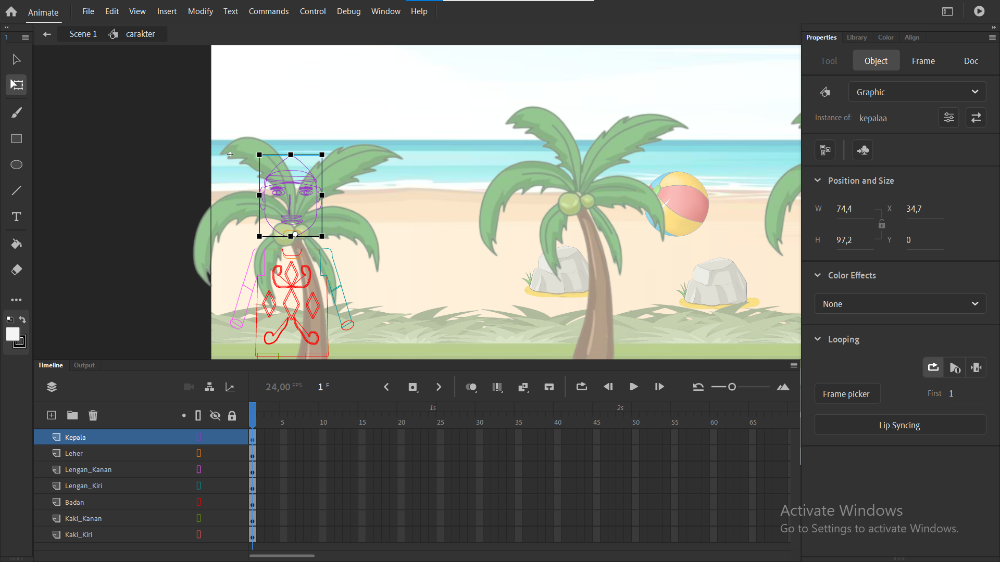 Animate File Edit View Insert Modify Text Commands Control Debug Window Help
Scene 1 carakter
Properties Library Color Align
Tool Object Frame Doc
Graphic
Instance of: kepalaa
Position and Size
W 74,4 X 34,7
H 97,2 Y 0
Color Effects
None
Looping
Frame picker First 1
Lip Syncing
Timeline Output
24,00 FPS 1 F
1s 2s
5 10 15 20 25 30 35 40 45 50 55 60 65
Kepala
Leher
Lengan_Kanan
Lengan_Kiri
Badan
Kaki_Kanan
Kaki_Kiri
Activate Windows
Go to Settings to activate Windows.